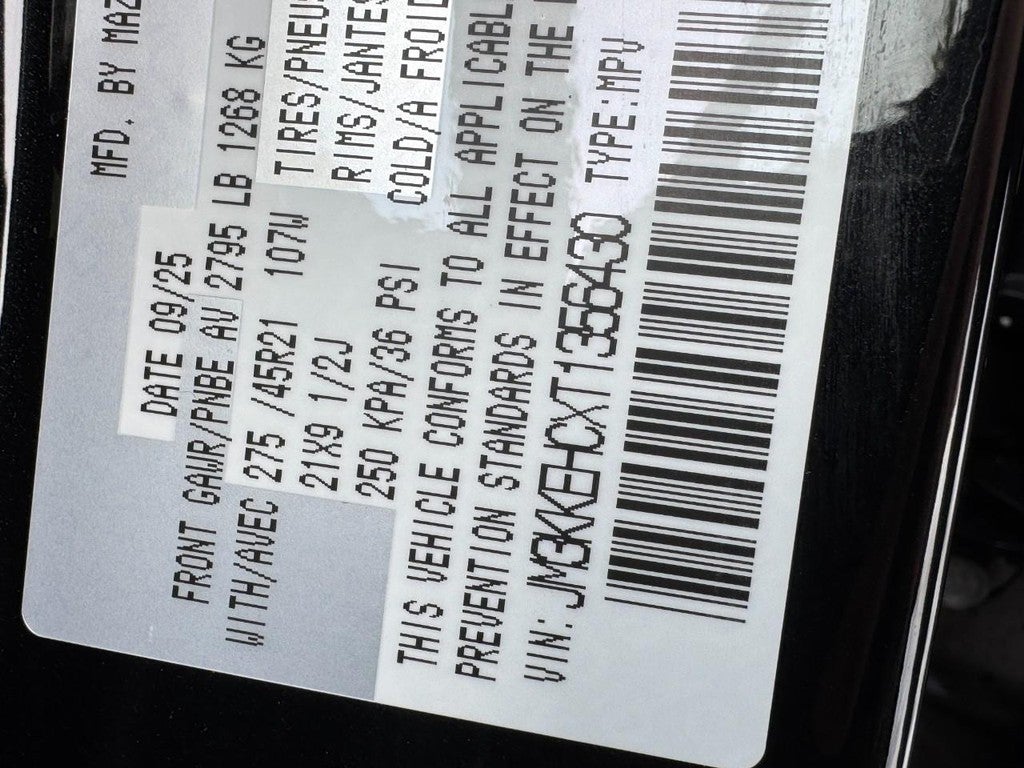 MFD. BY MAZ
DATE 09/25
FRONT GAWR/PNBE AV 2795 LB 1268 KG
WITH/AVEC 275 /45R21 107W TIRES/PNEUS
21X9 1/2J RIMS/JANTES
250 KPA/36 PSI COLD/A FROID
THIS VEHICLE CONFORMS TO ALL APPLICABL
PREVENTION STANDARDS IN EFFECT ON THE
VIN: JM3KKEHCXT1356430 TYPE:MPV